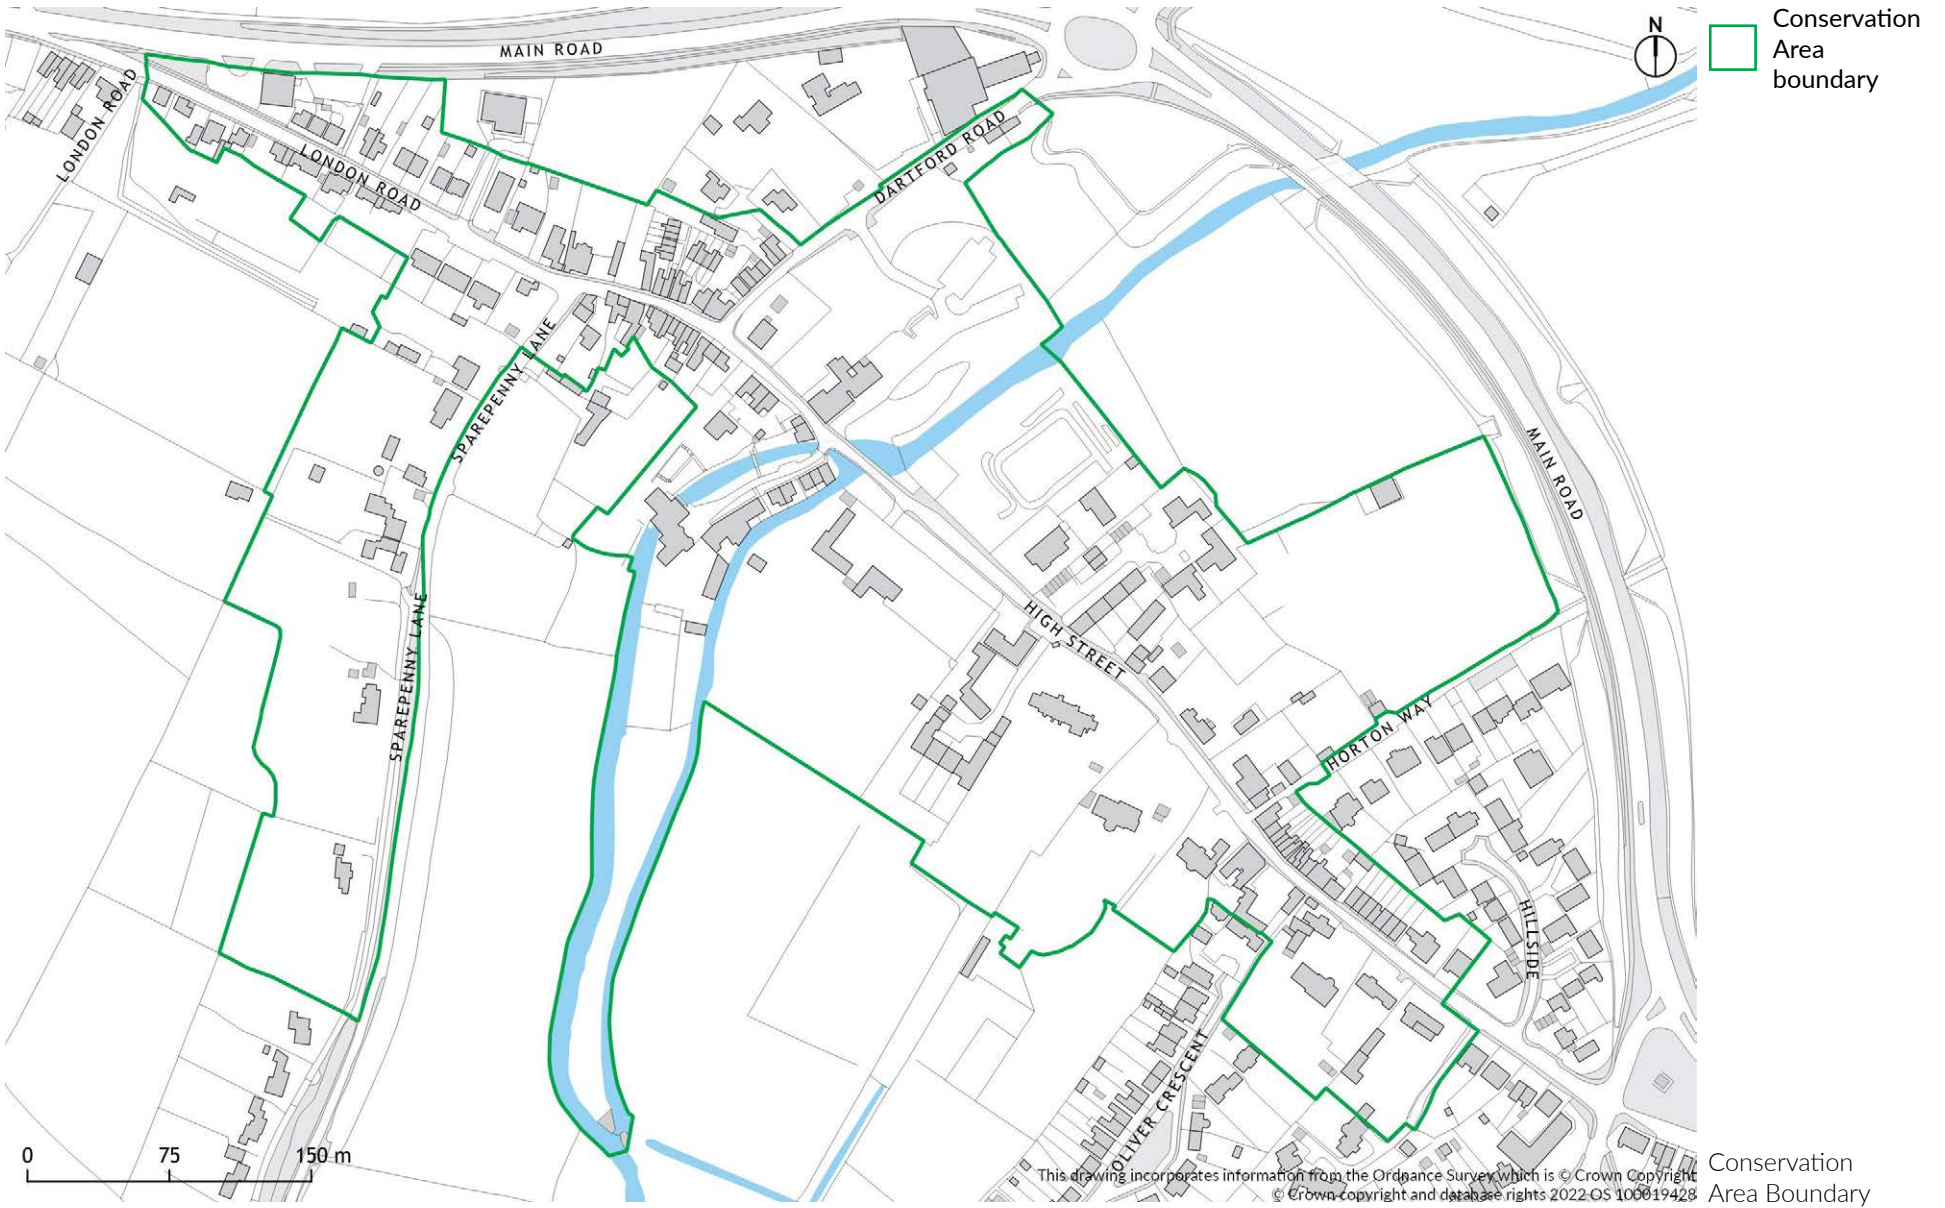 MAIN ROAD
N
Conservation
Area
boundary
LONDON ROAD
LONDON ROAD
DARTFORD ROAD
SPAREPENNY LANE
MAIN ROAD
SPAREPENNY LANE
HIGH STREET
HORTON WAY
HILLSIDE
OLIVER CRESCENT
0 75 150 m
This drawing incorporates information from the Ordnance Survey which is © Crown Copyright
© Crown copyright and database rights 2022 OS 100019428
Conservation
Area Boundary